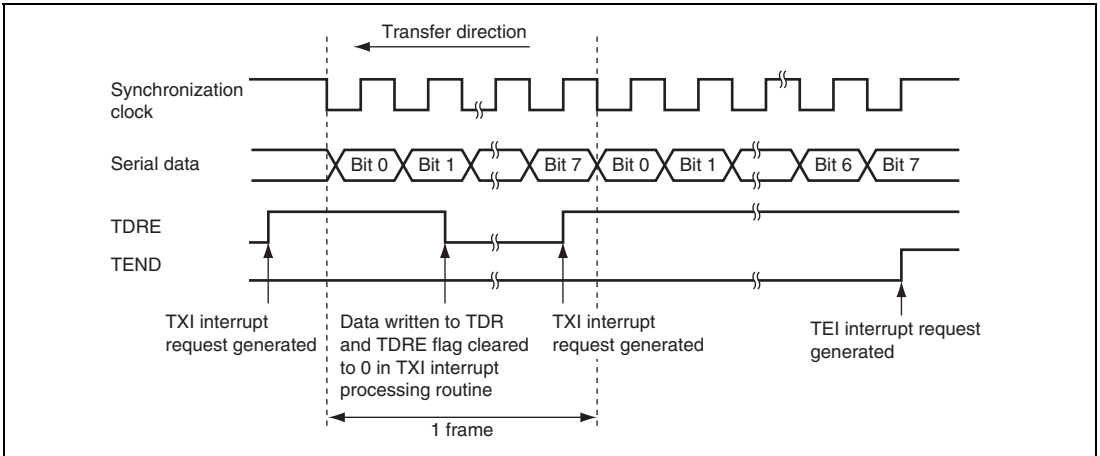 Transfer direction
Synchronization
clock
Serial data
Bit 0 Bit 1 Bit 7 Bit 0 Bit 1 Bit 6 Bit 7
TDRE
TEND
TXI interrupt
request generated
Data written to TDR
and TDRE flag cleared
to 0 in TXI interrupt
processing routine
TXI interrupt
request generated
TEI interrupt request
generated
1 frame